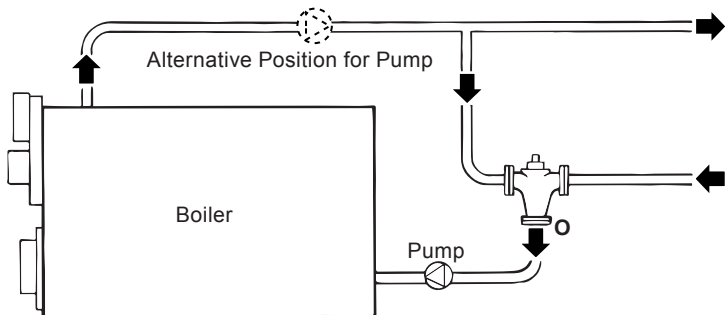 Alternative Position for Pump
Boiler
O
Pump